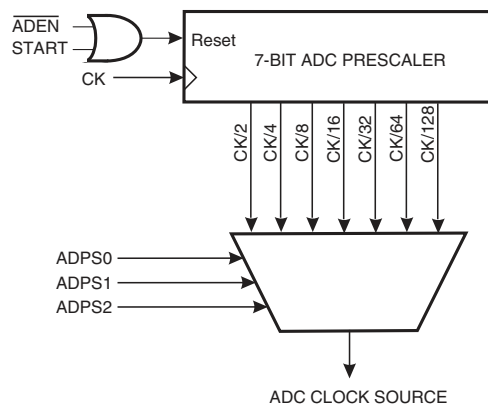 ADEN
START
Reset
7-BIT ADC PRESCALER
CK
CK/2
CK/4
CK/8
CK/16
CK/32
CK/64
CK/128
ADPS0
ADPS1
ADPS2
ADC CLOCK SOURCE